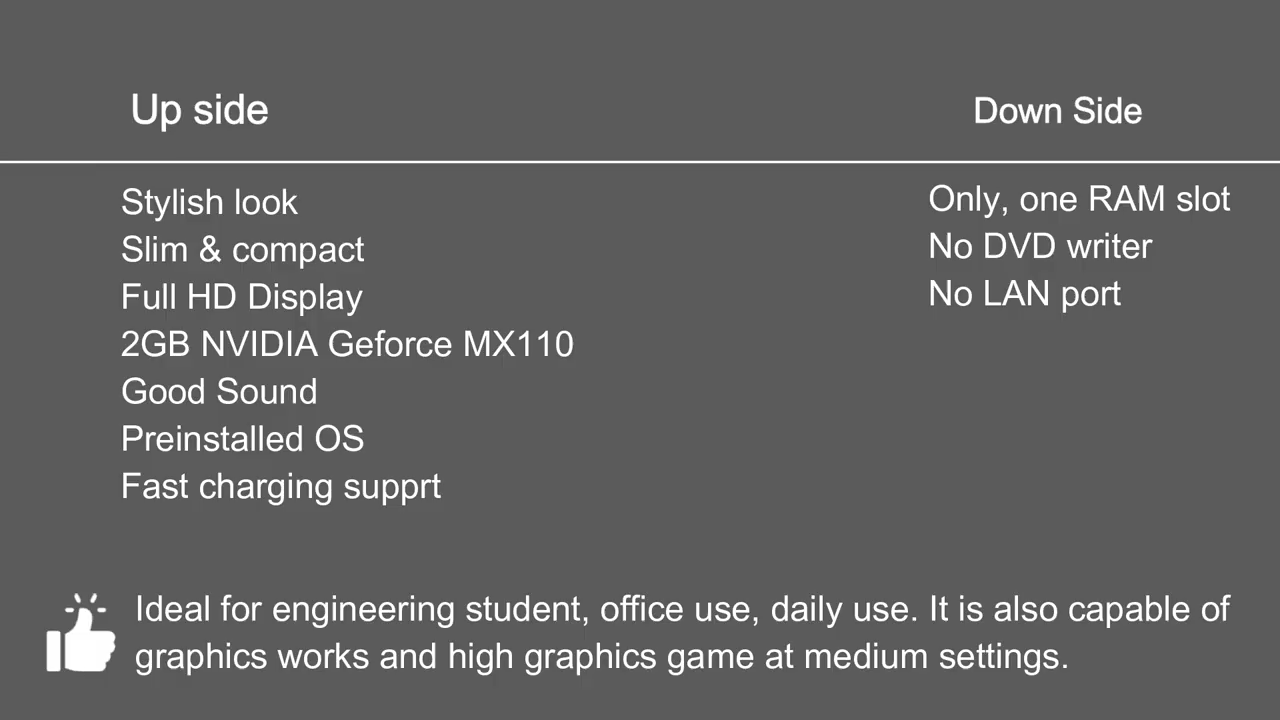 Up side
Down Side
Stylish look
Slim & compact
Full HD Display
2GB NVIDIA Geforce MX110
Good Sound
Preinstalled OS
Fast charging supprt
Only, one RAM slot
No DVD writer
No LAN port
Ideal for engineering student, office use, daily use. It is also capable of
graphics works and high graphics game at medium settings.